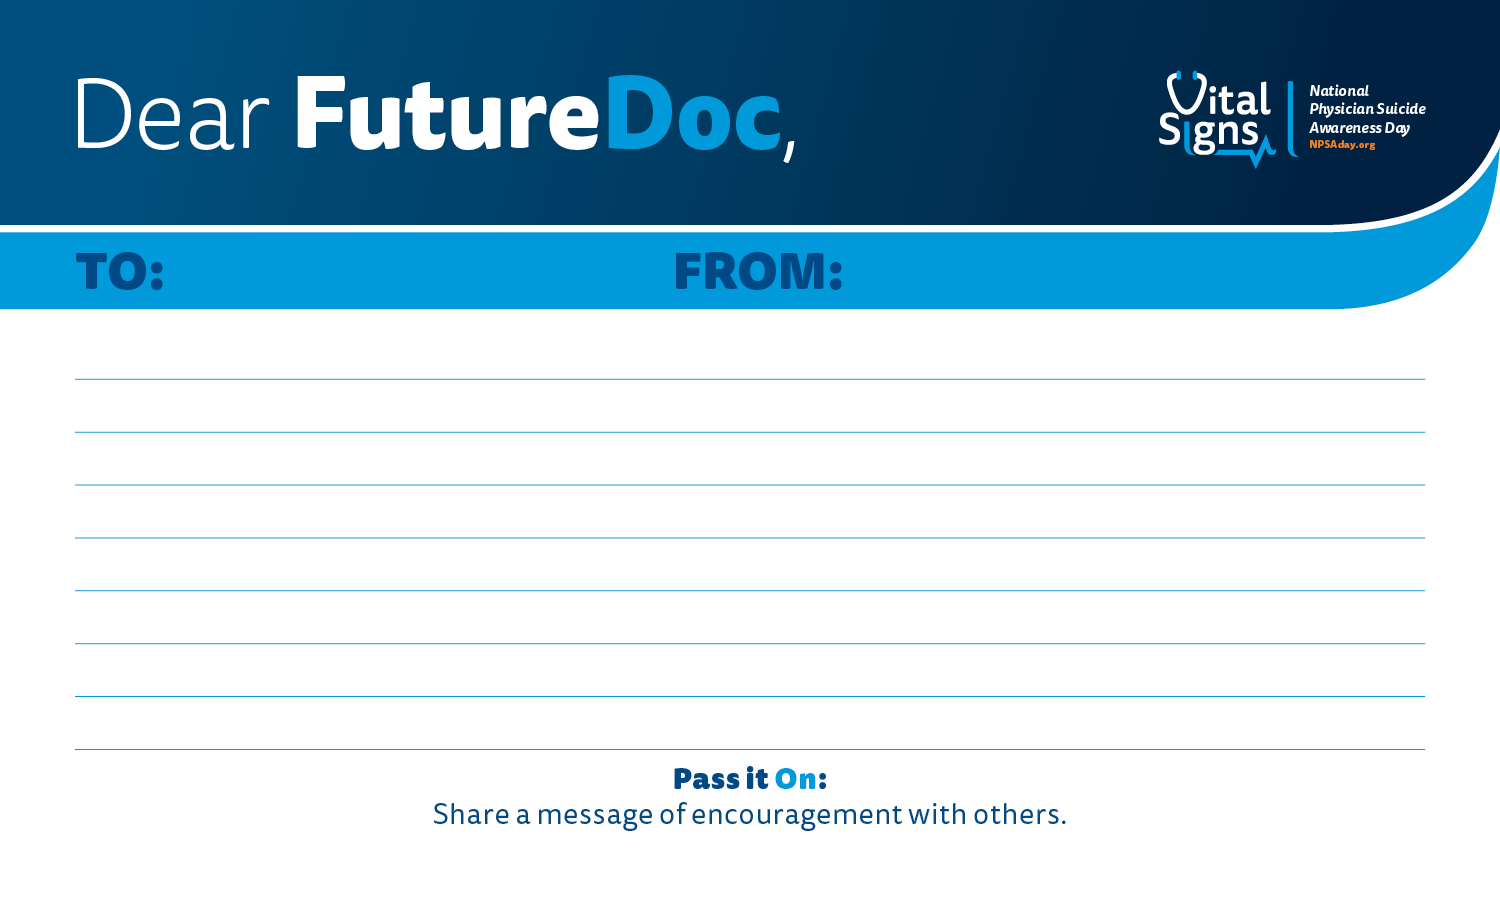 Dear FutureDoc,
Vital
Signs
National
Physician Suicide
Awareness Day
NPSAday.org
TO: FROM:
Pass it On:
Share a message of encouragement with others.